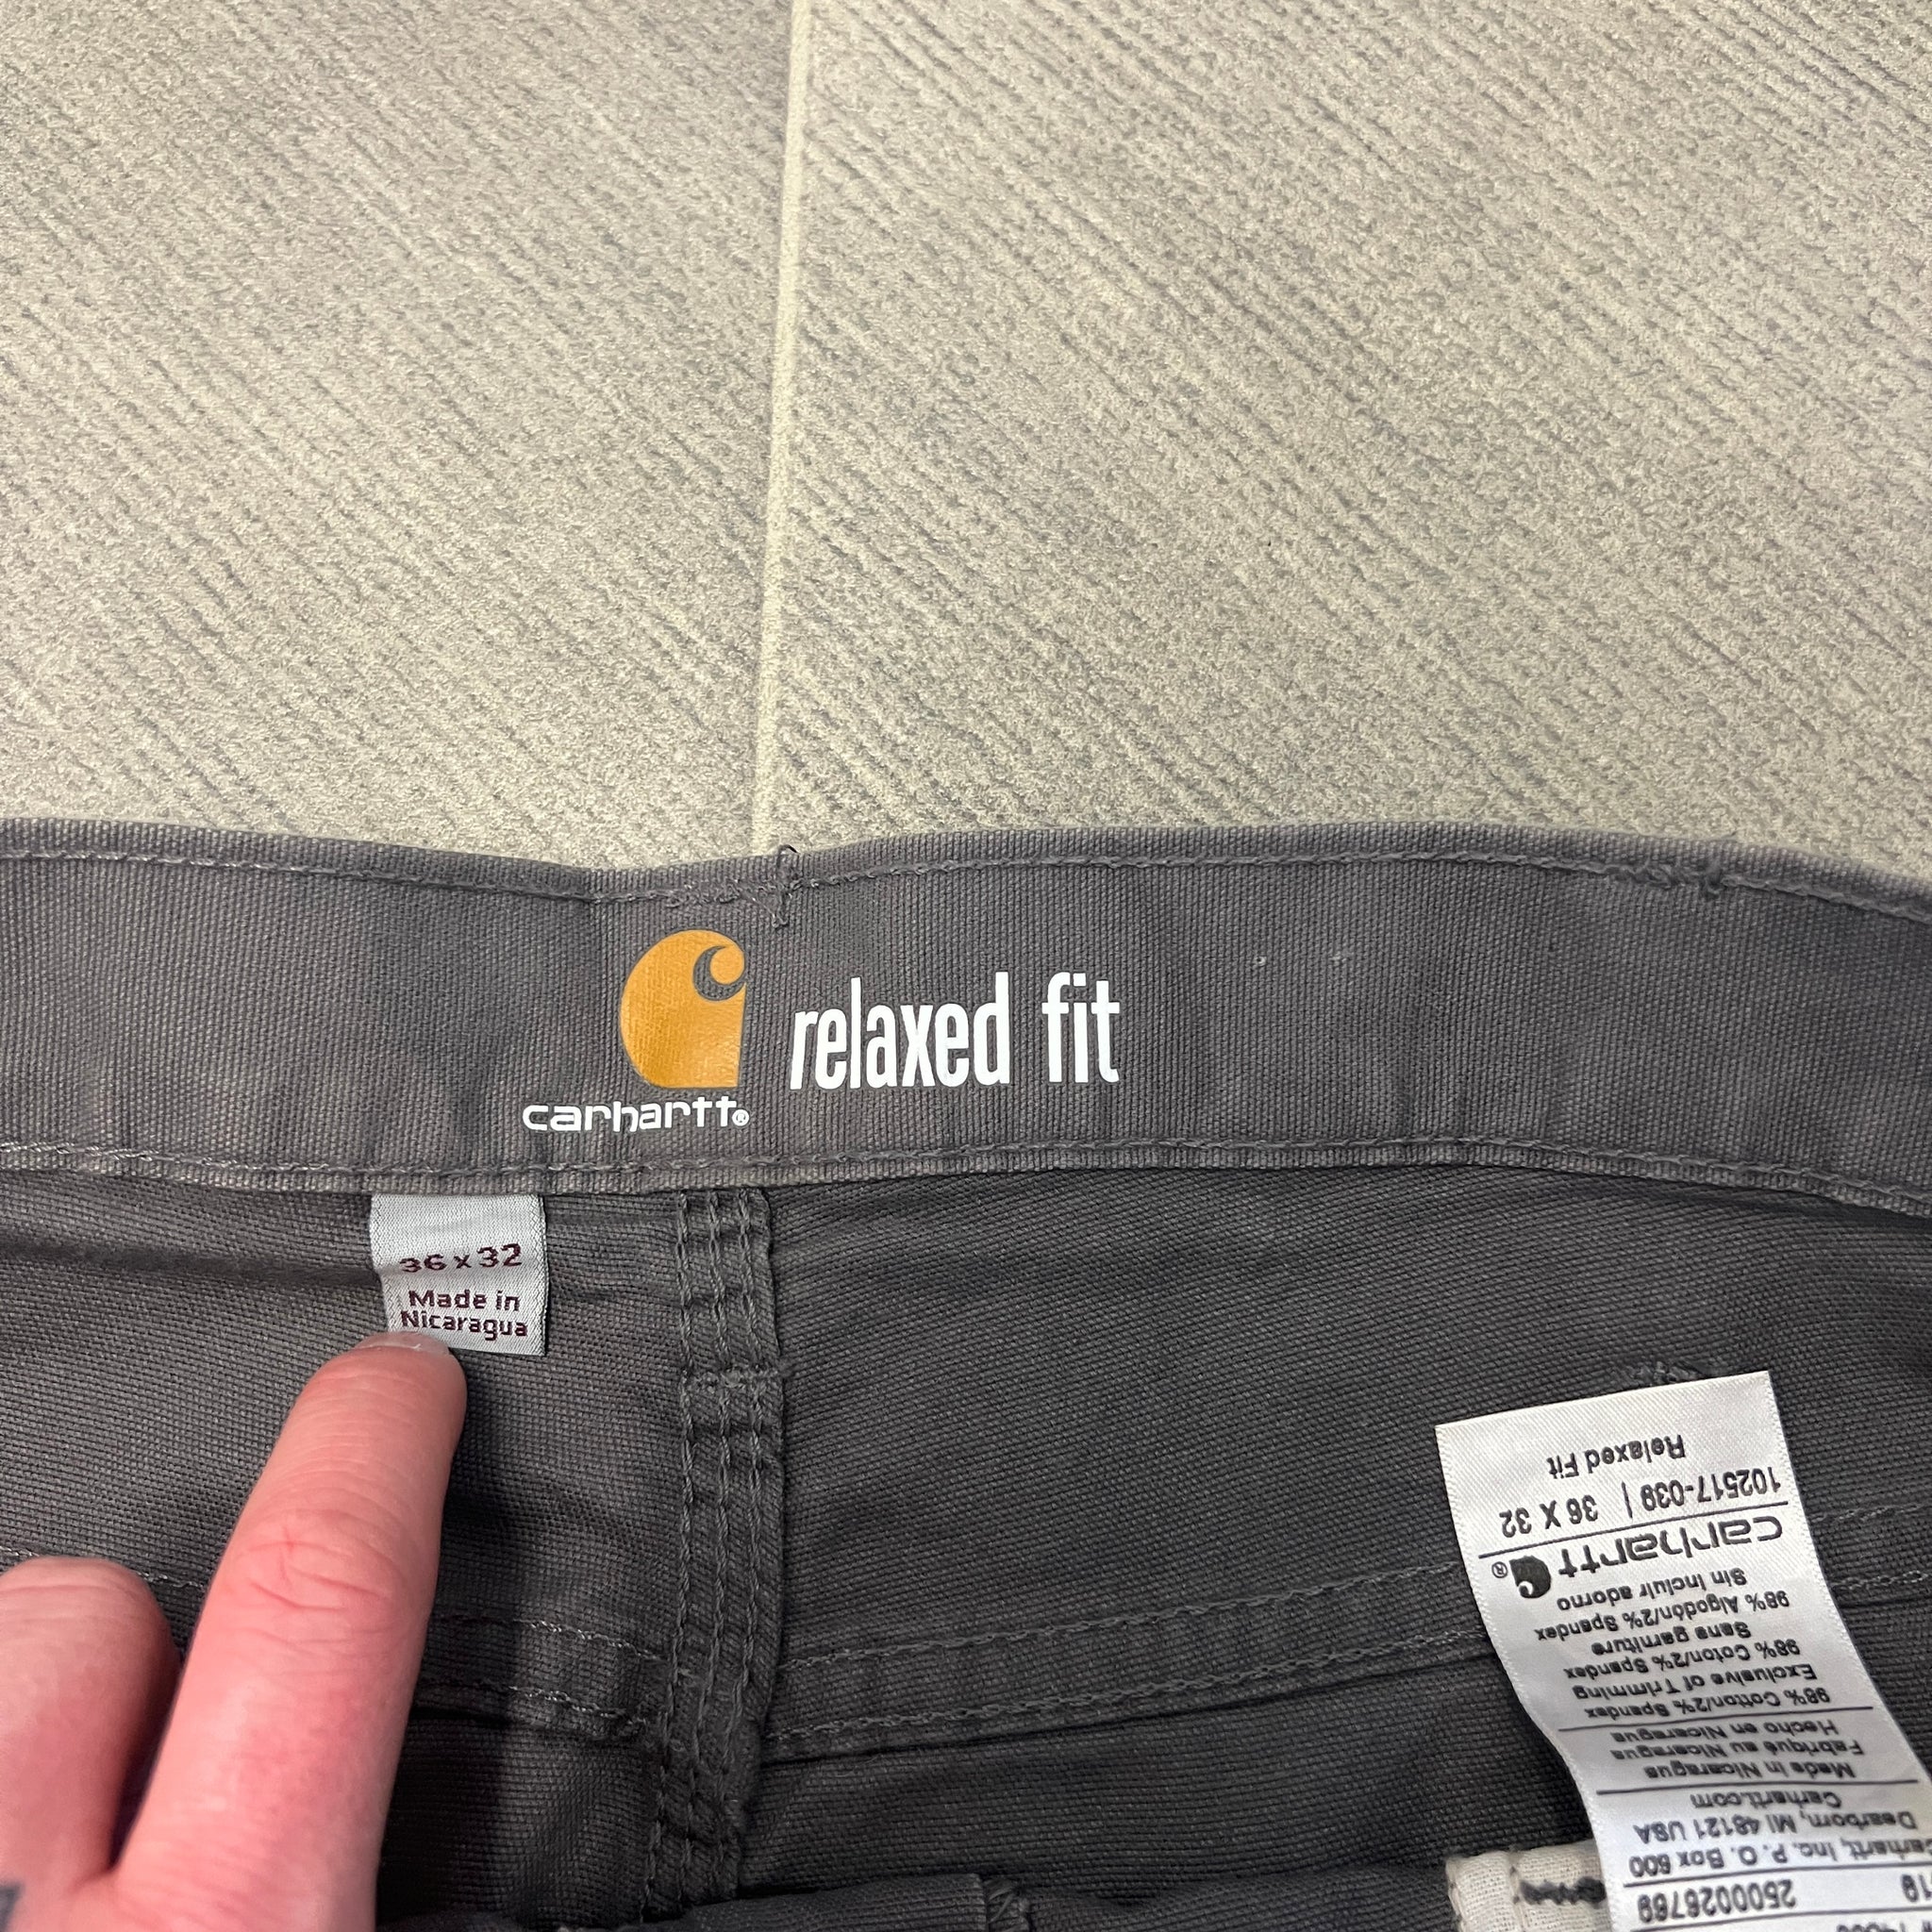 relaxed fit
carhartt®
36 x 32
Made in
Nicaragua
Relaxed Fit
102517-039 | 36 X 32
carhartt ®
Sin incluir adorno
98% Algodón/2% Spandex
Sans garniture
98% Coton/2% Spandex
Exclusive of Trimming
98% Cotton/2% Spandex
Hecho en Nicaragua
Fabriqué au Nicaragua
Made in Nicaragua
Carhartt.com
Dearborn, MI 48121 USA
Carhartt, Inc. P. O. Box 600
19 2500026769